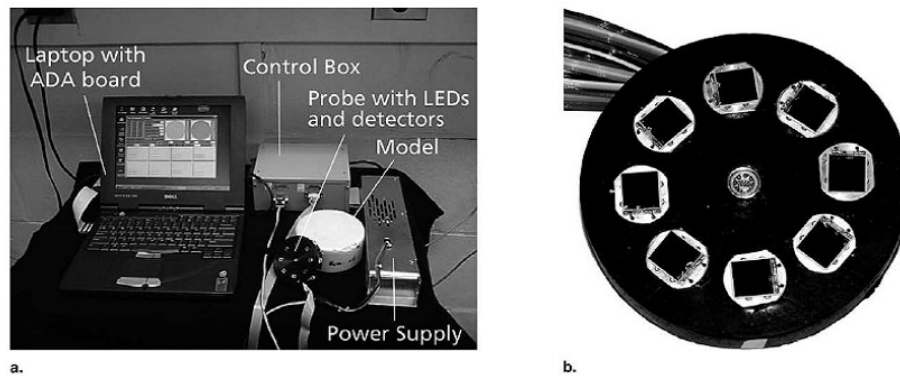 Laptop with
ADA board
Control Box
Probe with LEDs
and detectors
Model
Power Supply
DELL
a.
b.